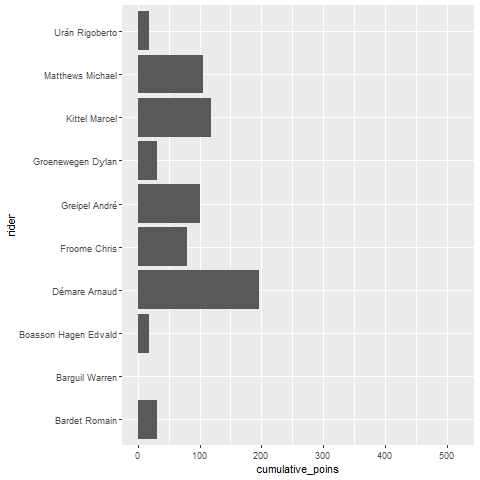 Urán Rigoberto
Matthews Michael
Kittel Marcel
Groenewegen Dylan
Greipel André
Froome Chris
Démare Arnaud
Boasson Hagen Edvald
Barguil Warren
Bardet Romain
rider
0 100 200 300 400 500
cumulative_poins